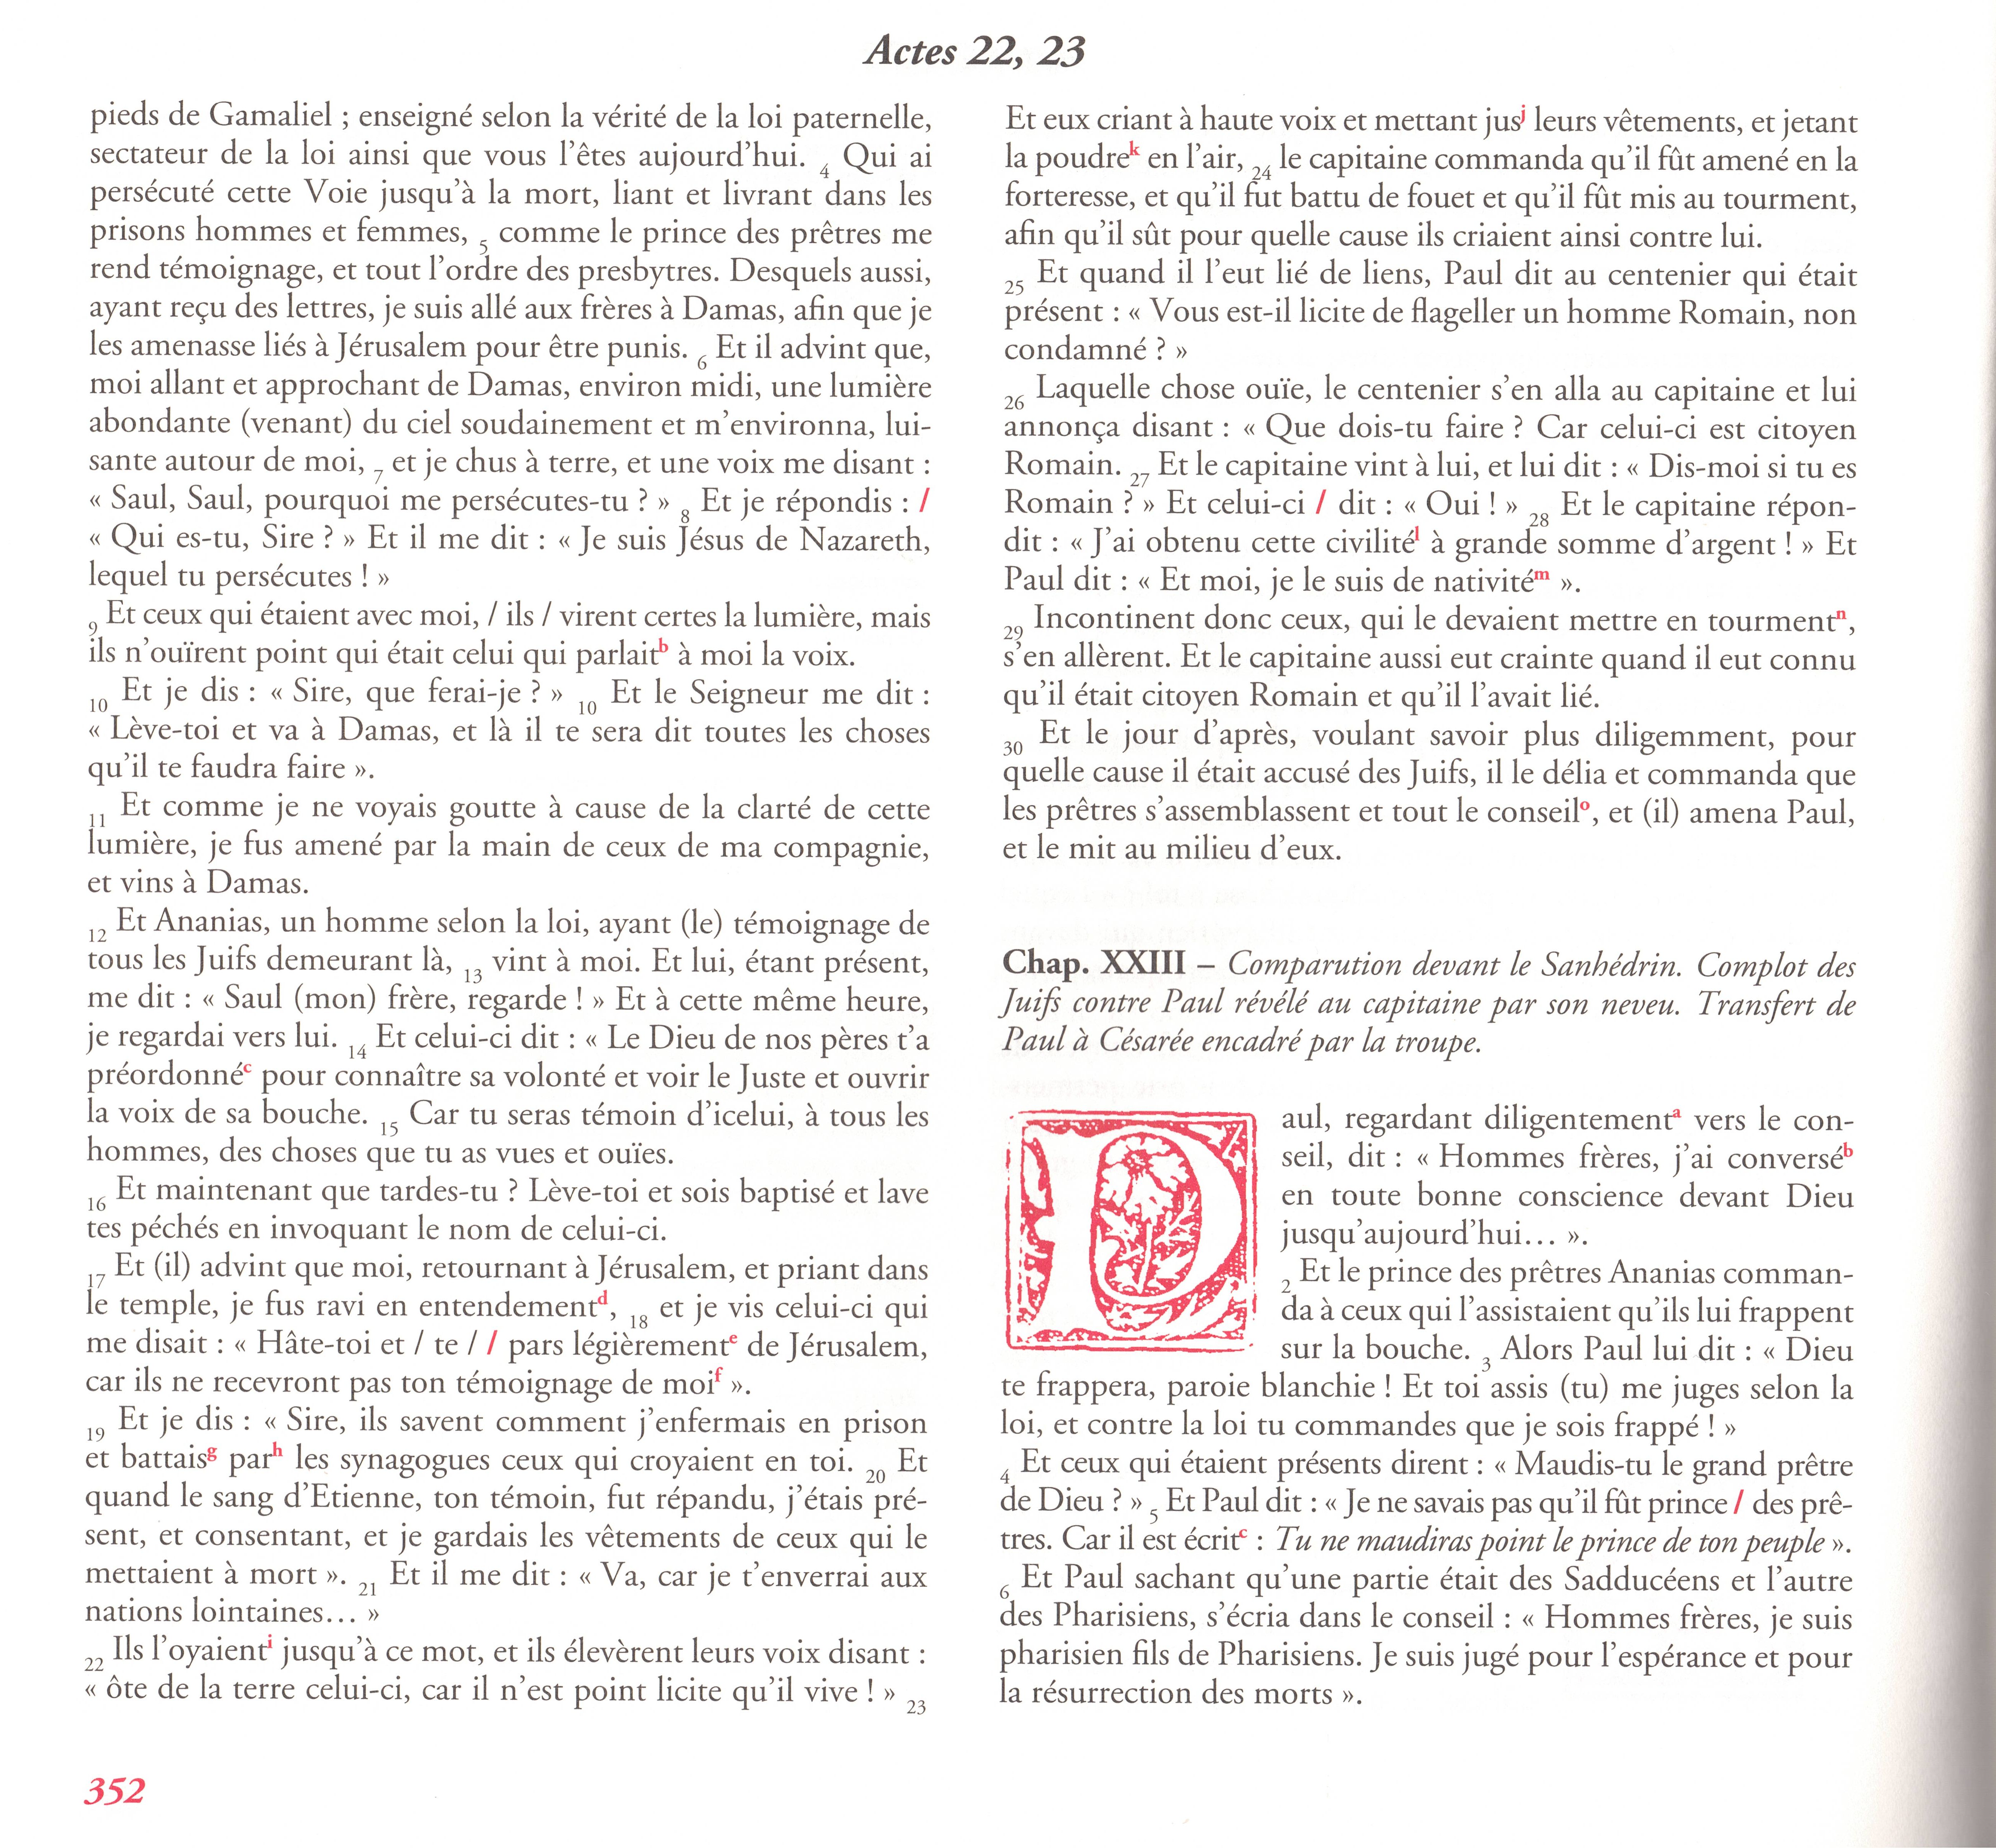 Actes 22, 23
pieds de Gamaliel ; enseigné selon la vérité de la loi paternelle,
sectateur de la loi ainsi que vous l'êtes aujourd'hui. 4 Qui ai
persécuté cette Voie jusqu'à la mort, liant et livrant dans les
prisons hommes et femmes, 5 comme le prince des prêtres me
rend témoignage, et tout l'ordre des presbytres. Desquels aussi,
ayant reçu des lettres, je suis allé aux frères à Damas, afin que je
les amenasse liés à Jérusalem pour être punis. 6 Et il advint que,
moi allant et approchant de Damas, environ midi, une lumière
abondante (venant) du ciel soudainement et m'environna, lui-
sante autour de moi, 7 et je chus à terre, et une voix me disant :
« Saul, Saul, pourquoi me persécutes-tu ? » 8 Et je répondis : /
« Qui es-tu, Sire ? » Et il me dit : « Je suis Jésus de Nazareth,
lequel tu persécutes ! »
9 Et ceux qui étaient avec moi, / ils / virent certes la lumière, mais
ils n'ouïrent point qui était celui qui parlait b à moi la voix.
10 Et je dis : « Sire, que ferai-je ? » 10 Et le Seigneur me dit :
« Lève-toi et va à Damas, et là il te sera dit toutes les choses
qu'il te faudra faire ».
11 Et comme je ne voyais goutte à cause de la clarté de cette
lumière, je fus amené par la main de ceux de ma compagnie,
et vins à Damas.
12 Et Ananias, un homme selon la loi, ayant (le) témoignage de
tous les Juifs demeurant là, 13 vint à moi. Et lui, étant présent,
me dit : « Saul (mon) frère, regarde ! » Et à cette même heure,
je regardai vers lui. 14 Et celui-ci dit : « Le Dieu de nos pères t'a
préordonné c pour connaître sa volonté et voir le Juste et ouvrir
la voix de sa bouche. 15 Car tu seras témoin d'icelui, à tous les
hommes, des choses que tu as vues et ouïes.
16 Et maintenant que tardes-tu ? Lève-toi et sois baptisé et lave
tes péchés en invoquant le nom de celui-ci.
17 Et (il) advint que moi, retournant à Jérusalem, et priant dans
le temple, je fus ravi en entendement d, 18 et je vis celui-ci qui
me disait : « Hâte-toi et / te / / pars légièrement e de Jérusalem,
car ils ne recevront pas ton témoignage de moi f ».
19 Et je dis : « Sire, ils savent comment j'enfermais en prison
et battais g par h les synagogues ceux qui croyaient en toi. 20 Et
quand le sang d'Etienne, ton témoin, fut répandu, j'étais pré-
sent, et consentant, et je gardais les vêtements de ceux qui le
mettaient à mort ». 21 Et il me dit : « Va, car je t'enverrai aux
nations lointaines... »
22 Ils l'oyaient i jusqu'à ce mot, et ils élevèrent leurs voix disant :
« ôte de la terre celui-ci, car il n'est point licite qu'il vive ! » 23
352
Et eux criant à haute voix et mettant jus j leurs vêtements, et jetant
la poudre k en l'air, 24 le capitaine commanda qu'il fût amené en la
forteresse, et qu'il fut battu de fouet et qu'il fût mis au tourment,
afin qu'il sût pour quelle cause ils criaient ainsi contre lui.
25 Et quand il l'eut lié de liens, Paul dit au centenier qui était
présent : « Vous est-il licite de flageller un homme Romain, non
condamné ? »
26 Laquelle chose ouïe, le centenier s'en alla au capitaine et lui
annonça disant : « Que dois-tu faire ? Car celui-ci est citoyen
Romain. 27 Et le capitaine vint à lui, et lui dit : « Dis-moi si tu es
Romain ? » Et celui-ci / dit : « Oui ! » 28 Et le capitaine répon-
dit : « J'ai obtenu cette civilité l à grande somme d'argent ! » Et
Paul dit : « Et moi, je le suis de nativité m ».
29 Incontinent donc ceux, qui le devaient mettre en tourment n,
s'en allèrent. Et le capitaine aussi eut crainte quand il eut connu
qu'il était citoyen Romain et qu'il l'avait lié.
30 Et le jour d'après, voulant savoir plus diligemment, pour
quelle cause il était accusé des Juifs, il le délia et commanda que
les prêtres s'assemblassent et tout le conseil o, et (il) amena Paul,
et le mit au milieu d'eux.
Chap. XXIII – Comparution devant le Sanhédrin. Complot des
Juifs contre Paul révélé au capitaine par son neveu. Transfert de
Paul à Césarée encadré par la troupe.
Paul, regardant diligentement a vers le con-
seil, dit : « Hommes frères, j'ai conversé b
en toute bonne conscience devant Dieu
jusqu'aujourd'hui... ».
2 Et le prince des prêtres Ananias comman-
da à ceux qui l'assistaient qu'ils lui frappent
sur la bouche. 3 Alors Paul lui dit : « Dieu
te frappera, paroie blanchie ! Et toi assis (tu) me juges selon la
loi, et contre la loi tu commandes que je sois frappé ! »
4 Et ceux qui étaient présents dirent : « Maudis-tu le grand prêtre
de Dieu ? » 5 Et Paul dit : « Je ne savais pas qu'il fût prince / des prê-
tres. Car il est écrit c : Tu ne maudiras point le prince de ton peuple ».
6 Et Paul sachant qu'une partie était des Sadducéens et l'autre
des Pharisiens, s'écria dans le conseil : « Hommes frères, je suis
pharisien fils de Pharisiens. Je suis jugé pour l'espérance et pour
la résurrection des morts ».